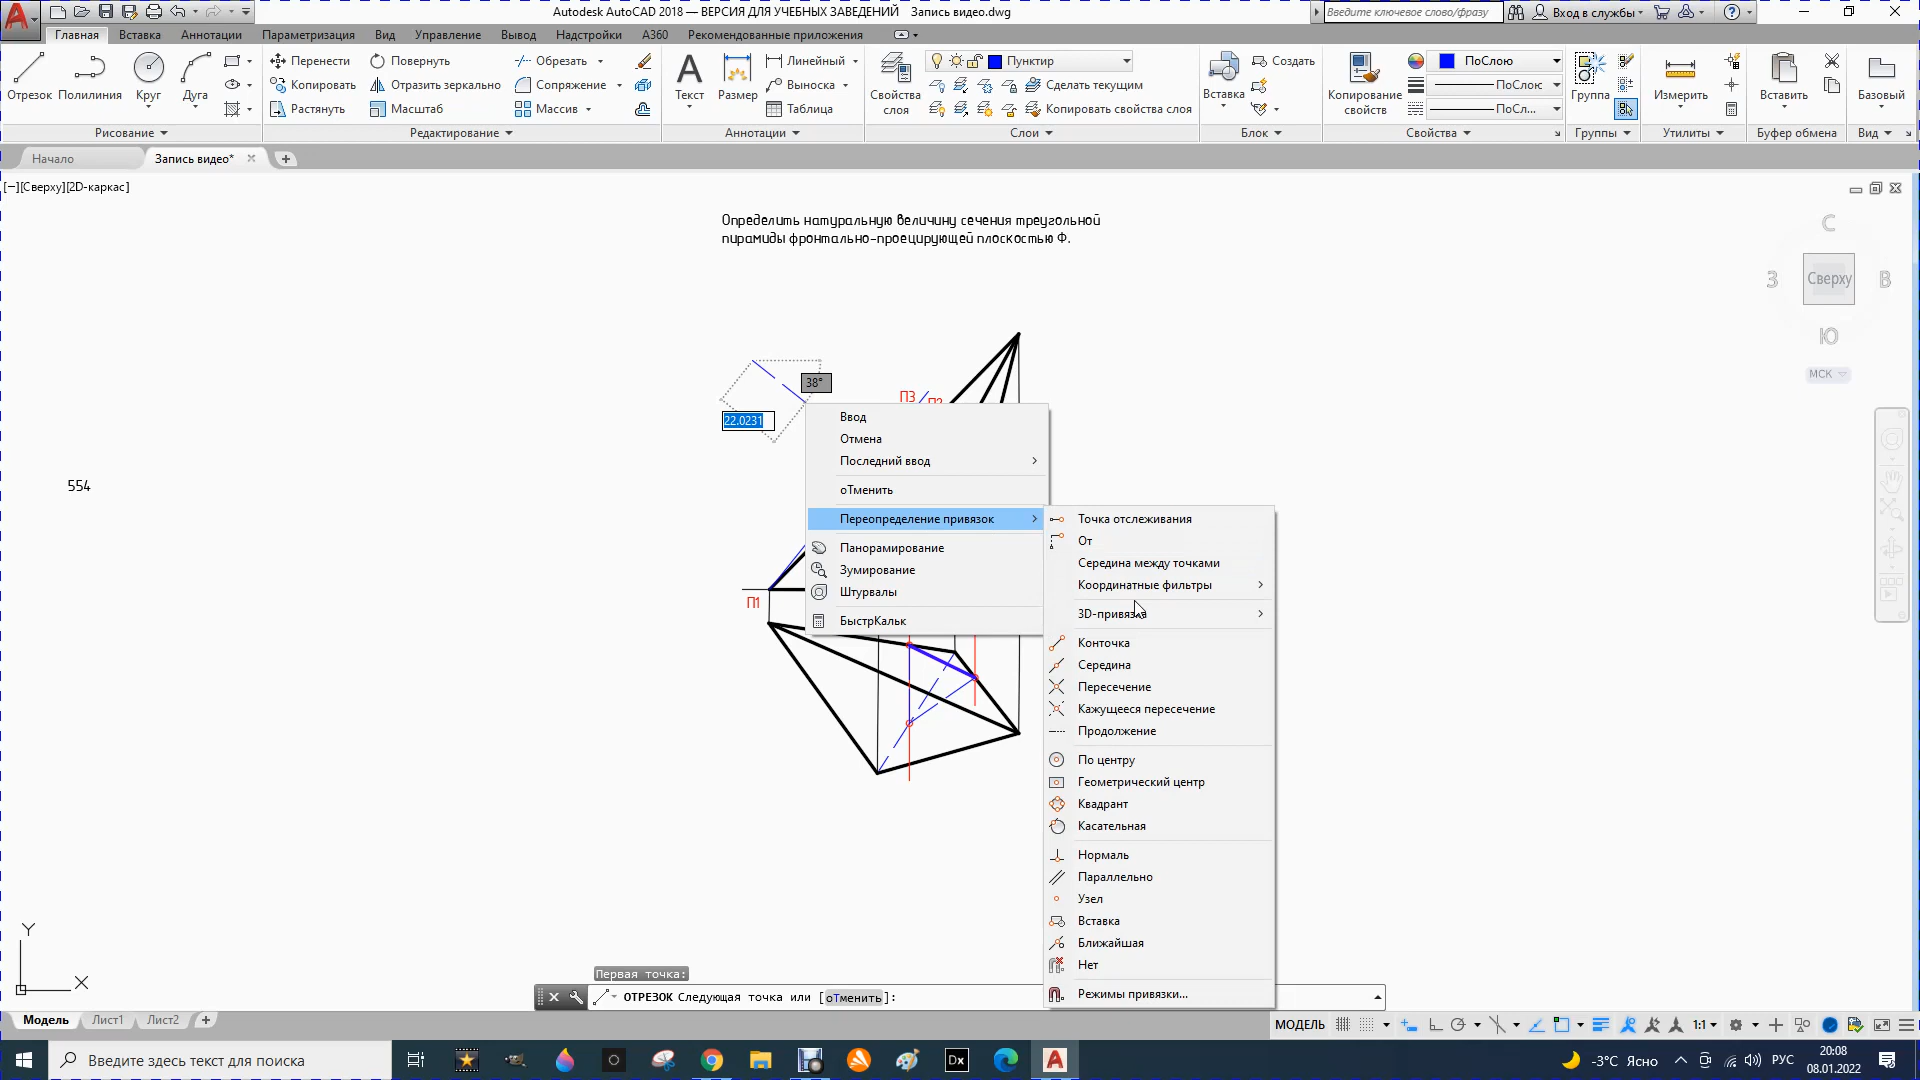 Autodesk AutoCAD 2018 — ВЕРСИЯ ДЛЯ УЧЕБНЫХ ЗАВЕДЕНИЙ Запись видео.dwg
Введите ключевое слово/фразу
Вход в службы
Главная Вставка Аннотации Параметризация Вид Управление Вывод Надстройки A360 Рекомендованные приложения
Отрезок Полилиния Круг Дуга
Рисование
Перенести Повернуть Обрезать
Копировать Отразить зеркально Сопряжение
Растянуть Масштаб Массив
Редактирование
Текст Размер
Линейный
Выноска
Таблица
Аннотации
Свойства слоя
Пунктир
Сделать текущим
Копировать свойства слоя
Слои
Вставка
Создать
Блок
Копирование свойств
ПоСлою
ПоСлою
ПоСл...
Свойства
Группа
Группы
Измерить
Утилиты
Вставить
Буфер обмена
Базовый
Вид
Начало
Запись видео*
[−][Сверху][2D-каркас]
Определить натуральную величину сечения треугольной
пирамиды фронтально-проецирующей плоскостью Ф.
С
З
Сверху
В
Ю
МСК
38°
22.0231
П3
П2
554
П1
Ввод
Отмена
Последний ввод
оТменить
Переопределение привязок
Панорамирование
Зумирование
Штурвалы
БыстрКальк
Точка отслеживания
От
Середина между точками
Координатные фильтры
3D-привязка
Конточка
Середина
Пересечение
Кажущееся пересечение
Продолжение
По центру
Геометрический центр
Квадрант
Касательная
Нормаль
Параллельно
Узел
Вставка
Ближайшая
Нет
Режимы привязки...
Y
X
Первая точка:
ОТРЕЗОК Следующая точка или [оТменить]:
Модель Лист1 Лист2
МОДЕЛЬ
1:1
Введите здесь текст для поиска
Dx
-3°C Ясно
РУС
20:08
08.01.2022